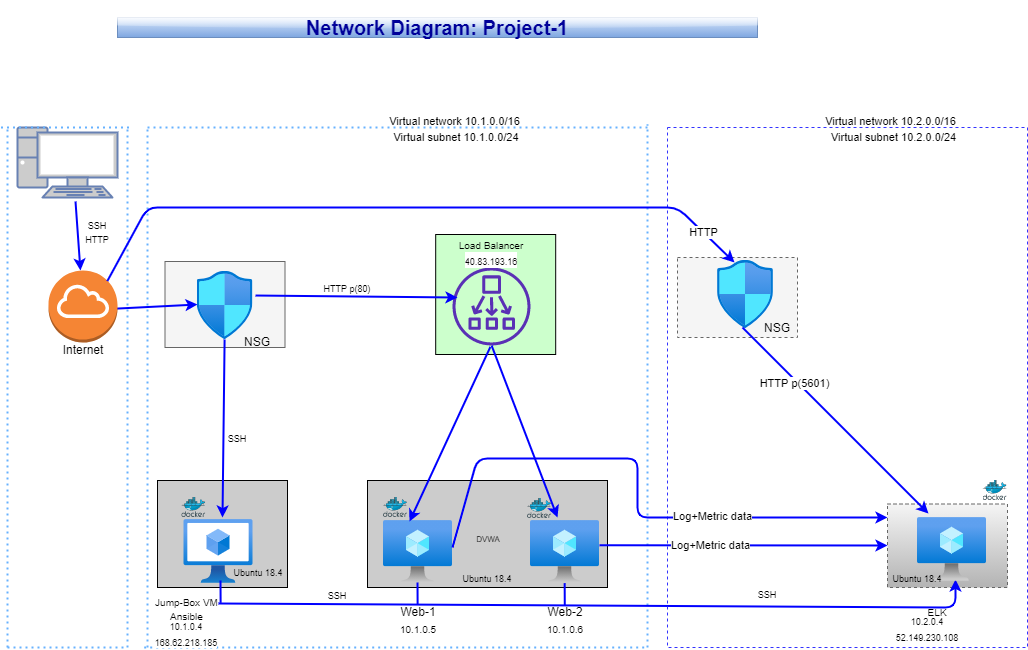 Network Diagram: Project-1
Virtual network 10.1.0.0/16
Virtual subnet 10.1.0.0/24
Virtual network 10.2.0.0/16
Virtual subnet 10.2.0.0/24
SSH
HTTP
Internet
NSG
HTTP p(80)
Load Balancer
40.83.193.16
HTTP
NSG
HTTP p(5601)
SSH
docker
Ubuntu 18.4
docker
docker
DVWA
Ubuntu 18.4
Log+Metric data
Log+Metric data
docker
Ubuntu 18.4
SSH
SSH
Jump-Box VM
Ansible
10.1.0.4
168.62.218.185
Web-1
10.1.0.5
Web-2
10.1.0.6
ELK
10.2.0.4
52.149.230.108